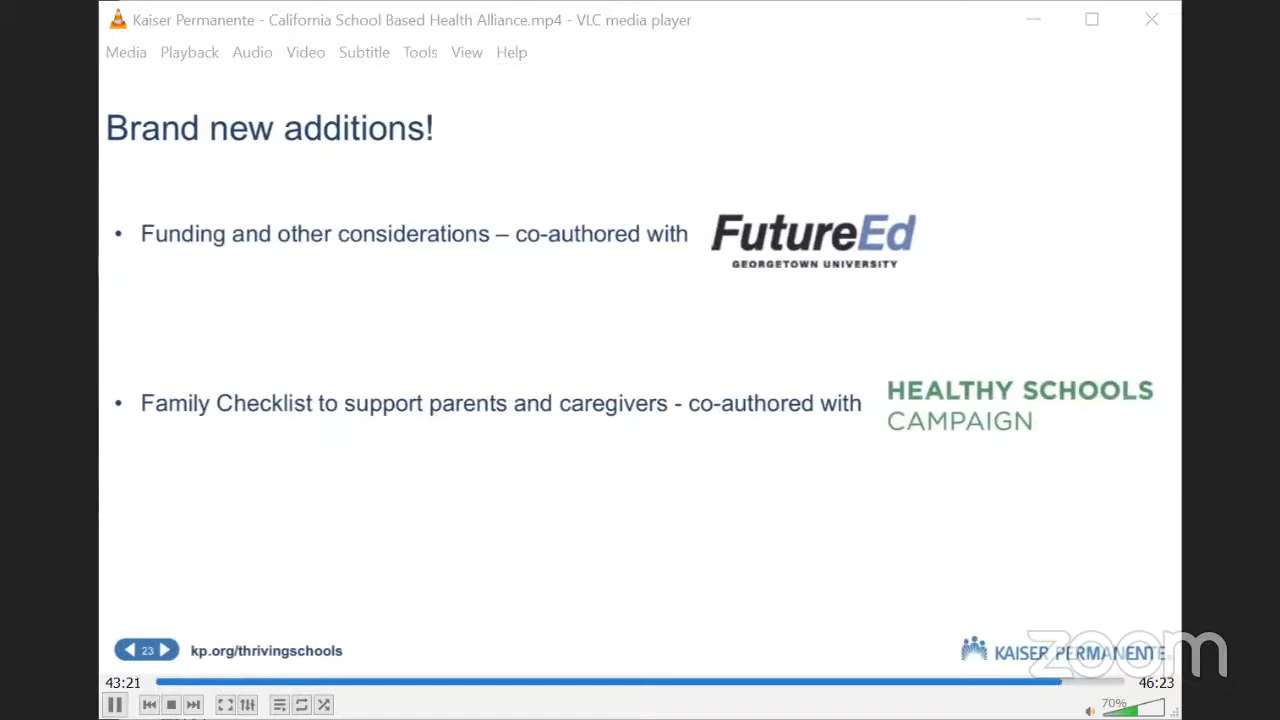 Kaiser Permanente - California School Based Health Alliance.mp4 - VLC media player
Media Playback Audio Video Subtitle Tools View Help
Brand new additions!
• Funding and other considerations – co-authored with
FutureEd
GEORGETOWN UNIVERSITY
• Family Checklist to support parents and caregivers - co-authored with
HEALTHY SCHOOLS
CAMPAIGN
23
kp.org/thrivingschools
KAISER PERMANENTE
zoom
43:21
46:23
70%